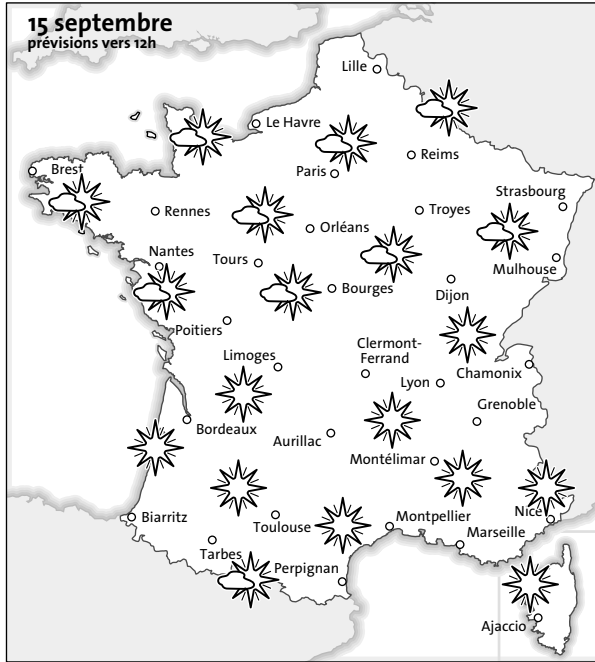 15 septembre
prévisions vers 12h
Lille
Le Havre
Reims
Paris
Brest
Strasbourg
Rennes
Troyes
Orléans
Nantes
Tours
Mulhouse
Bourges
Dijon
Poitiers
Clermont-
Ferrand
Limoges
Chamonix
Lyon
Grenoble
Bordeaux
Aurillac
Montélimar
Nice
Biarritz
Toulouse
Montpellier
Marseille
Tarbes
Perpignan
Ajaccio